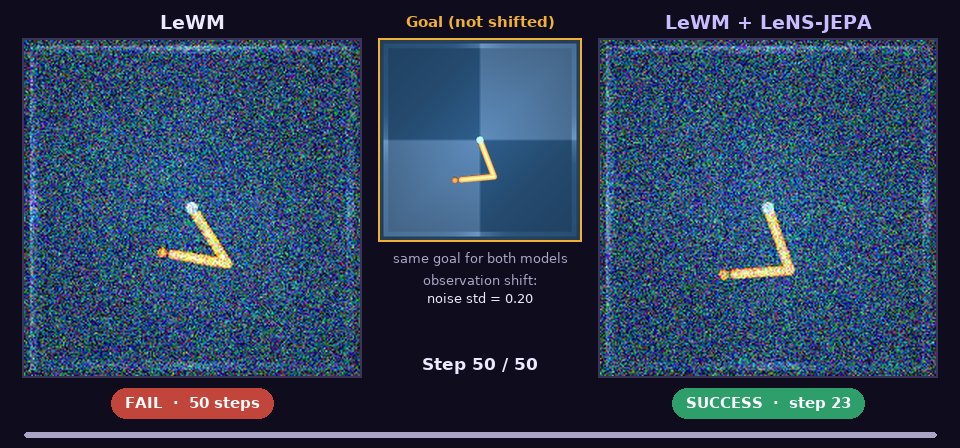 LeWM
Goal (not shifted)
LeWM + LeNS-JEPA
same goal for both models
observation shift:
noise std = 0.20
Step 50 / 50
FAIL · 50 steps
SUCCESS · step 23